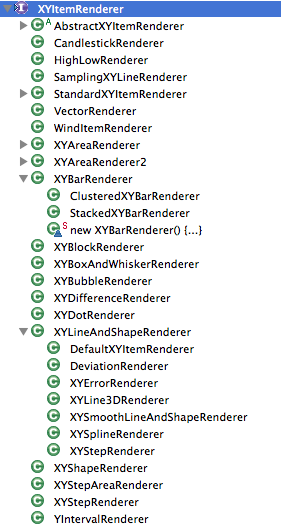 XYItemRenderer
AbstractXYItemRenderer
CandlestickRenderer
HighLowRenderer
SamplingXYLineRenderer
StandardXYItemRenderer
VectorRenderer
WindItemRenderer
XYAreaRenderer
XYAreaRenderer2
XYBarRenderer
ClusteredXYBarRenderer
StackedXYBarRenderer
new XYBarRenderer() {...}
XYBlockRenderer
XYBoxAndWhiskerRenderer
XYBubbleRenderer
XYDifferenceRenderer
XYDotRenderer
XYLineAndShapeRenderer
DefaultXYItemRenderer
DeviationRenderer
XYErrorRenderer
XYLine3DRenderer
XYSmoothLineAndShapeRenderer
XYSplineRenderer
XYStepRenderer
XYShapeRenderer
XYStepAreaRenderer
XYStepRenderer
YIntervalRenderer